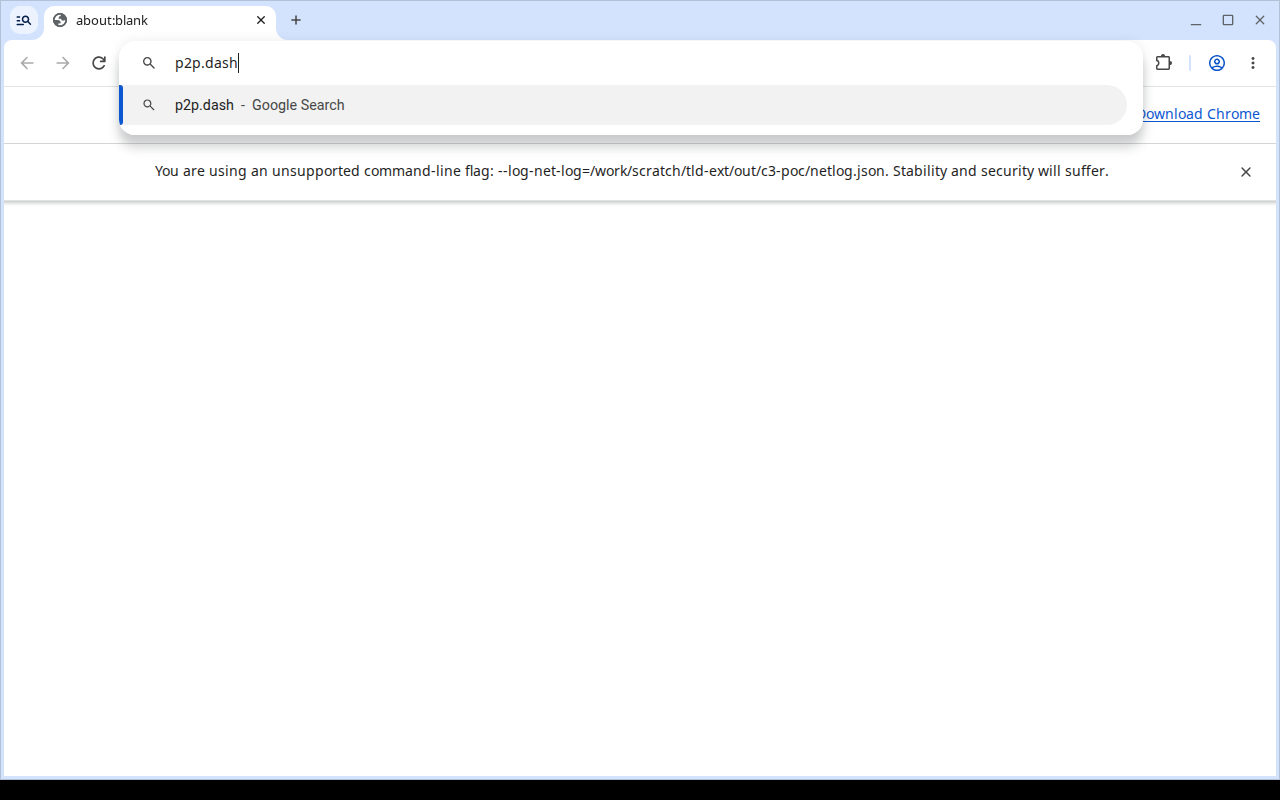 about:blank
p2p.dash
p2p.dash - Google Search
Download Chrome
You are using an unsupported command-line flag: --log-net-log=/work/scratch/tld-ext/out/c3-poc/netlog.json. Stability and security will suffer.